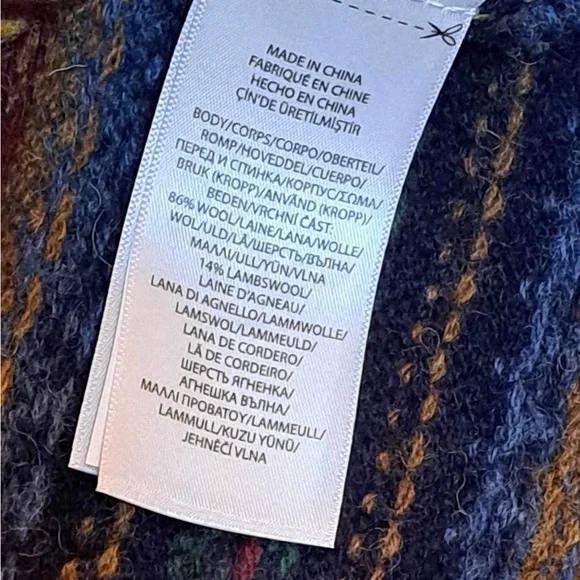 MADE IN CHINA
FABRIQUÉ EN CHINE
HECHO EN CHINA
ÇİN'DE ÜRETİLMİŞTİR
BODY/CORPS/CORPO/OBERTEIL/
ROMP/HOVEDDEL/CUERPO/
ПЕРЕД И СПИНКА/КОРПУС/ΣΩΜΑ/
BRUK (KROPP)/ANVÄND (KROPP)/
BEDEN/VRCHNÍ ČÁST:
86% WOOL/LAINE/LANA/WOLLE/
WOL/ULD/LÃ/ШЕРСТЬ/ВЪЛНА/
ΜΑΛΛΙ/ULL/YÜN/VLNA
14% LAMBSWOOL/
LAINE D'AGNEAU/
LANA DI AGNELLO/LAMMWOLLE/
LAMSWOL/LAMMEULD/
LANA DE CORDERO/
LÃ DE CORDEIRO/
ШЕРСТЬ ЯГНЕНКА/
АГНЕШКА ВЪЛНА/
ΜΑΛΛΙ ΠΡΟΒΑΤΟΥ/LAMMEULL/
LAMMULL/KUZU YÜNÜ/
JEHNĚČÍ VLNA